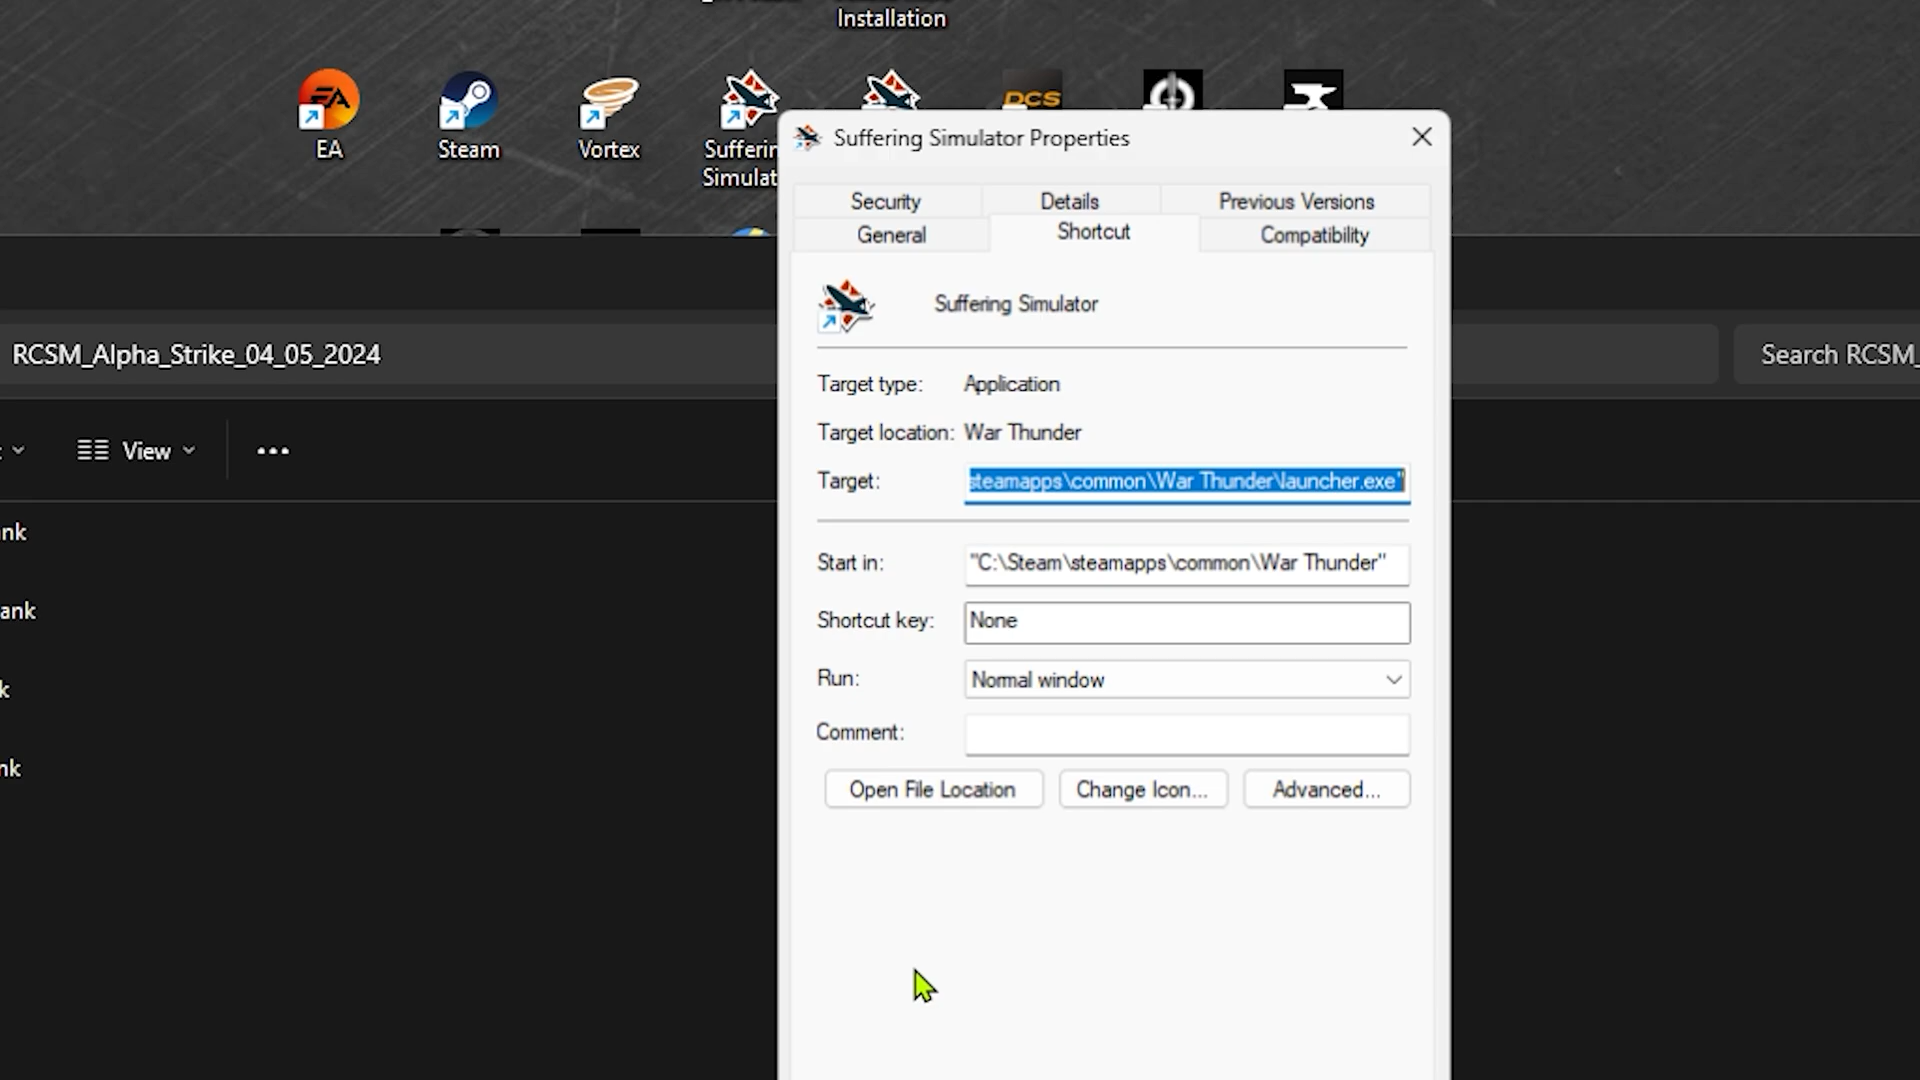 Installation
EA
Steam
Vortex
Sufferin
Simulat
DCS
Suffering Simulator Properties
Security
Details
Previous Versions
General
Shortcut
Compatibility
Suffering Simulator
RCSM_Alpha_Strike_04_05_2024
Search RCSM_
Target type: Application
Target location: War Thunder
View
Target: steamapps\common\War Thunder\launcher.exe"
nk
Start in: "C:\Steam\steamapps\common\War Thunder"
ank
Shortcut key: None
k
Run: Normal window
Comment:
nk
Open File Location
Change Icon...
Advanced...